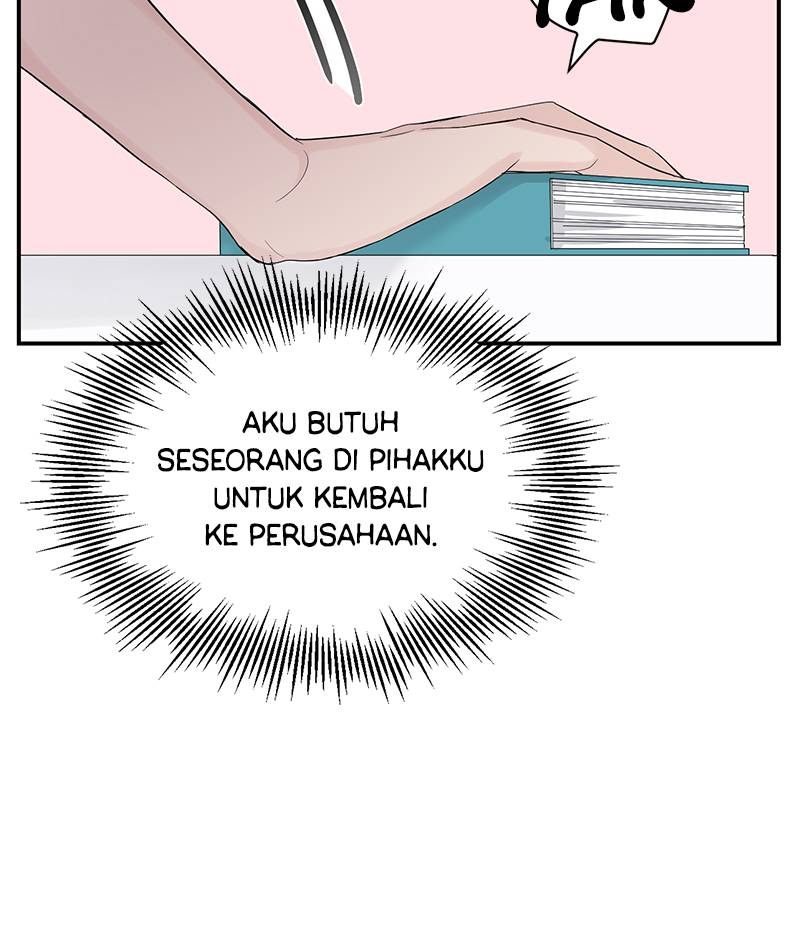 AKU BUTUH
SESEORANG DI PIHAKKU
UNTUK KEMBALI
KE PERUSAHAAN.